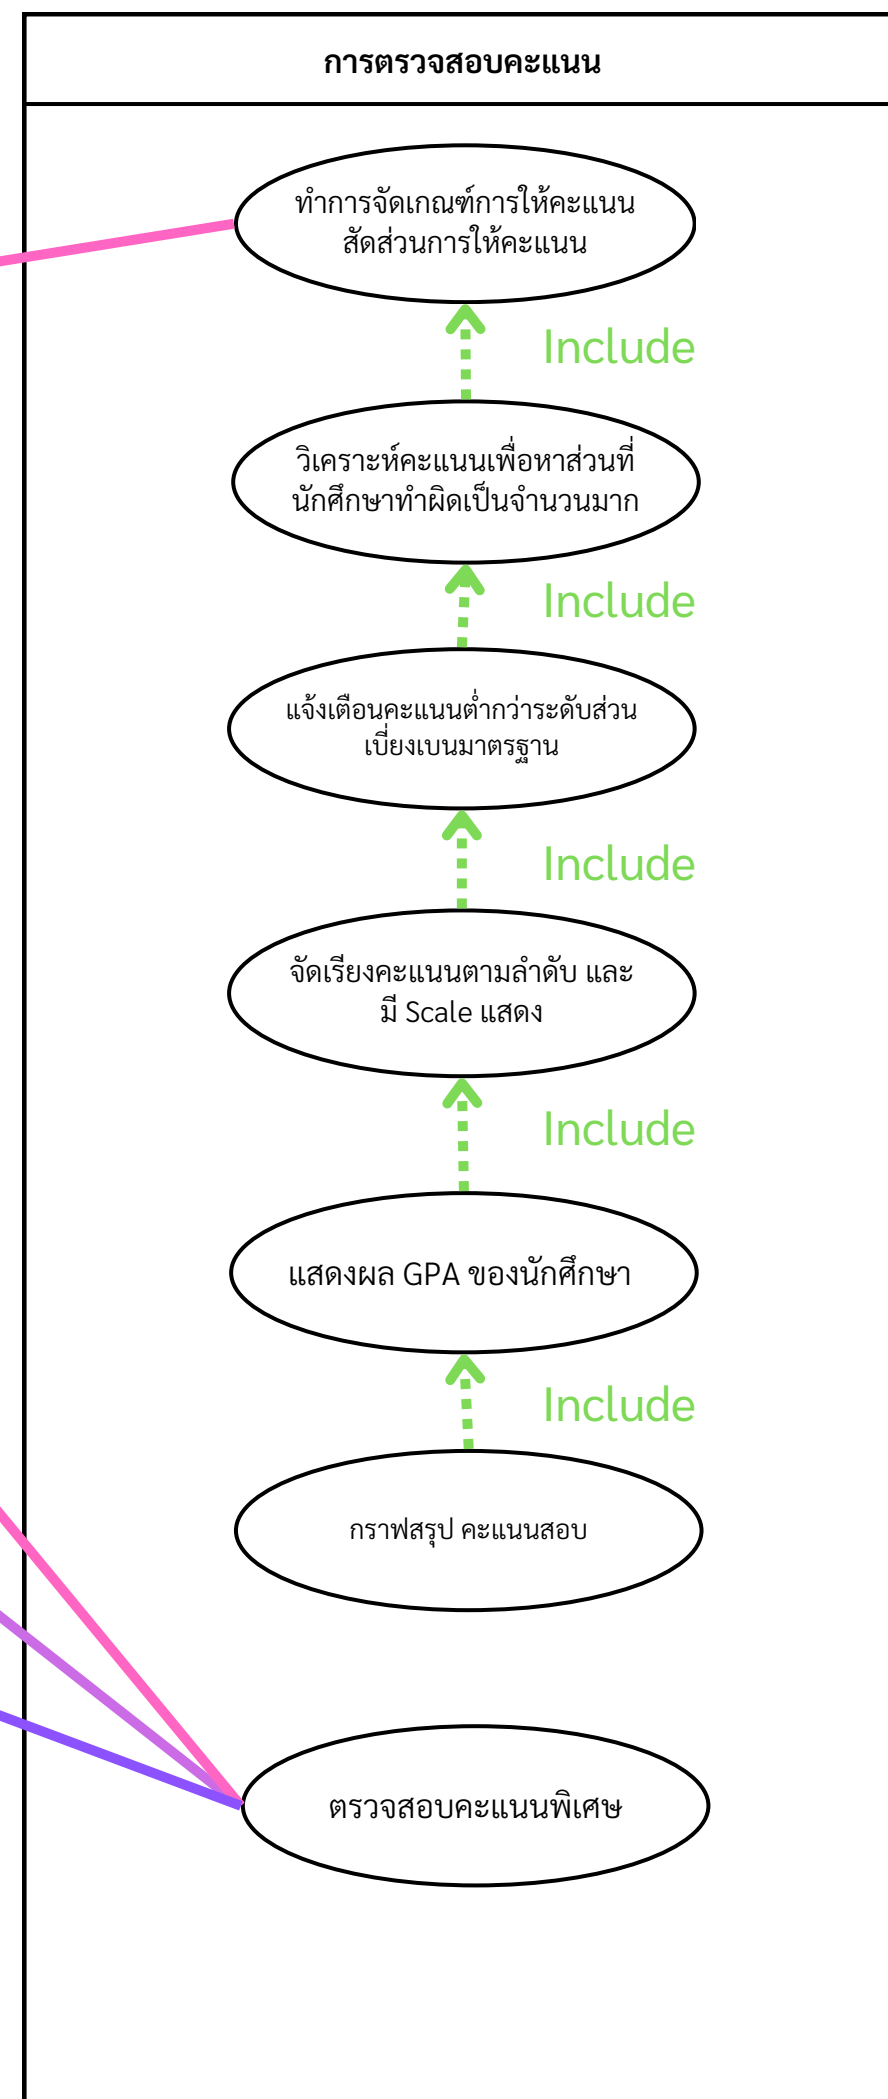 การตรวจสอบคะแนน
ทำการจัดเกณฑ์การให้คะแนน
สัดส่วนการให้คะแนน
Include
วิเคราะห์คะแนนเพื่อหาส่วนที่
นักศึกษาทำผิดเป็นจำนวนมาก
Include
แจ้งเตือนคะแนนต่ำกว่าระดับส่วน
เบี่ยงเบนมาตรฐาน
Include
จัดเรียงคะแนนตามลำดับ และ
มี Scale แสดง
Include
แสดงผล GPA ของนักศึกษา
Include
กราฟสรุป คะแนนสอบ
ตรวจสอบคะแนนพิเศษ